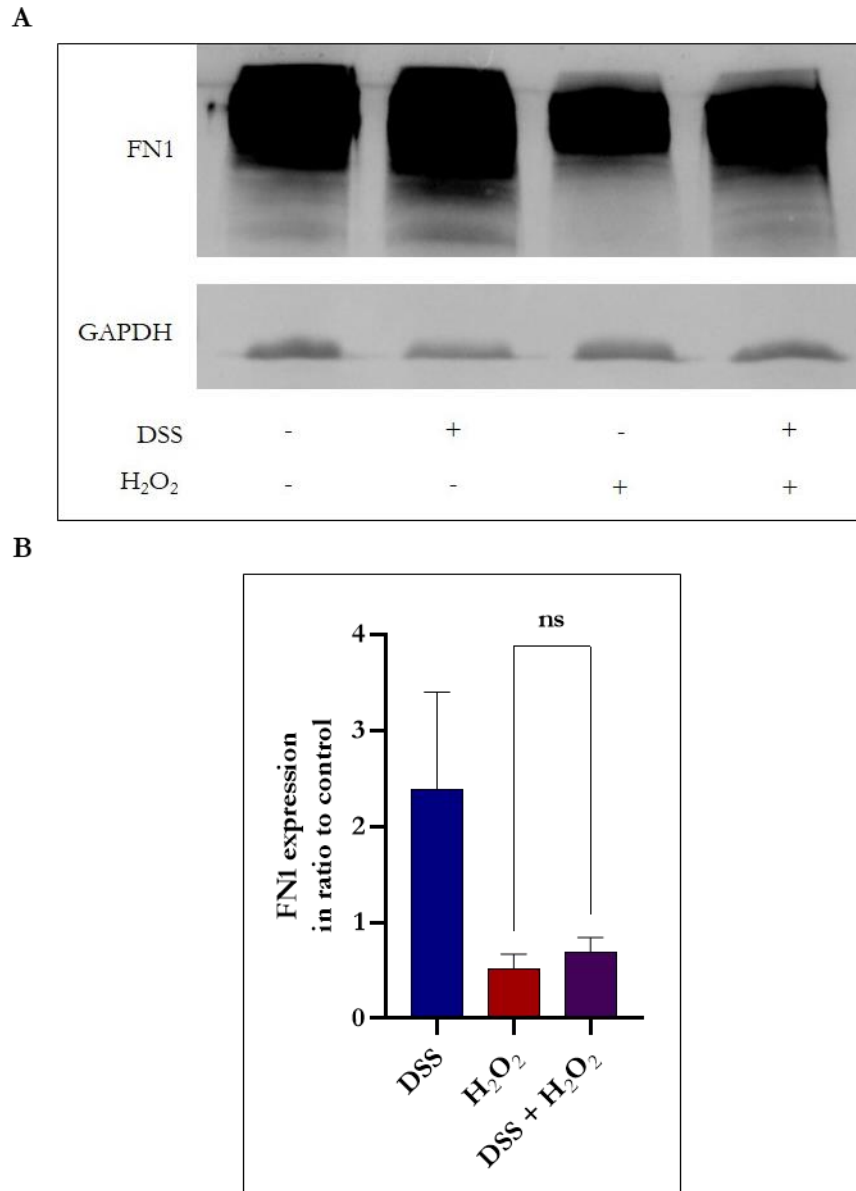 A
FN1
GAPDH
DSS - + - +
H₂O₂ - - + +
B
ns
FN1 expression
in ratio to control
4
3
2
1
0
DSS
H₂O₂
DSS + H₂O₂